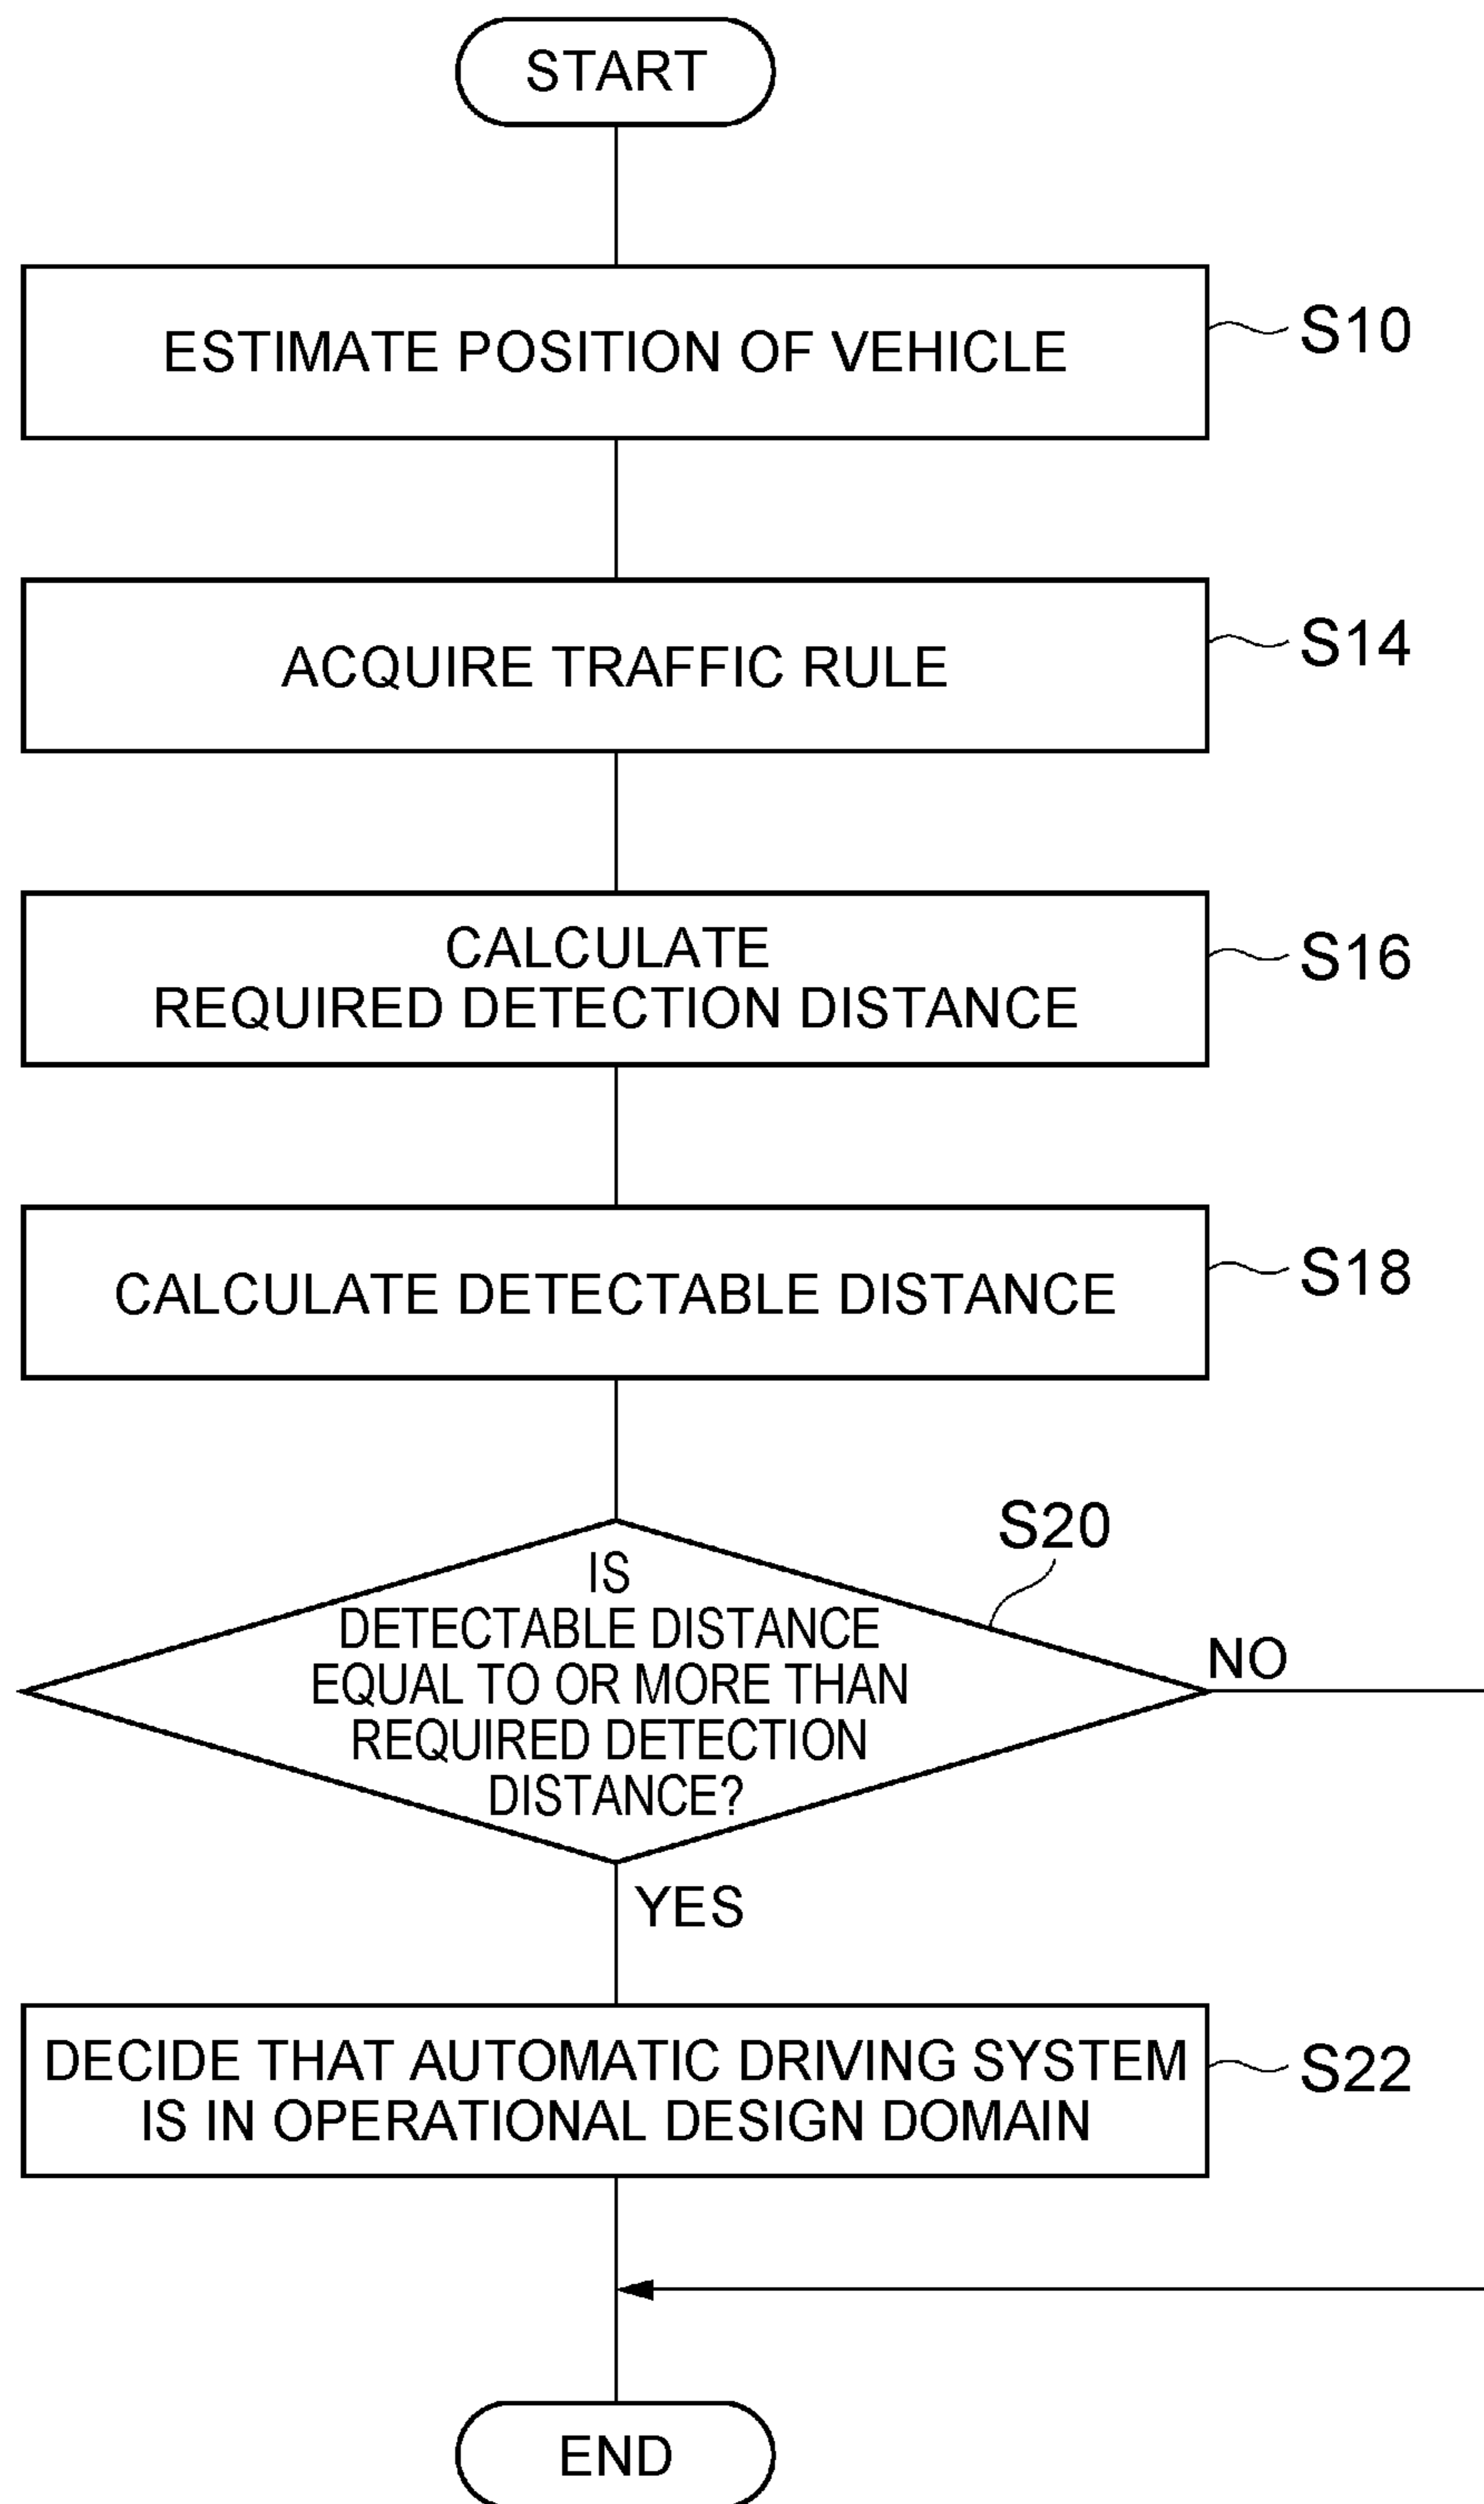 START
ESTIMATE POSITION OF VEHICLE
S10
ACQUIRE TRAFFIC RULE
S14
CALCULATE
REQUIRED DETECTION DISTANCE
S16
CALCULATE DETECTABLE DISTANCE
S18
S20
IS
DETECTABLE DISTANCE
EQUAL TO OR MORE THAN
REQUIRED DETECTION
DISTANCE?
NO
YES
DECIDE THAT AUTOMATIC DRIVING SYSTEM
IS IN OPERATIONAL DESIGN DOMAIN
S22
END